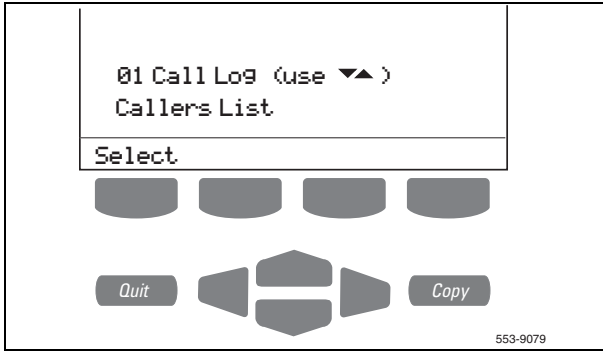 01 Call Log (use ▼▲)
Callers List
Select
Quit
Copy
553-9079